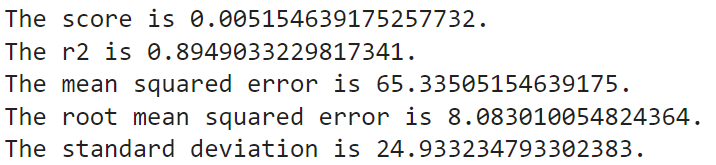 The score is 0.005154639175257732.
The r2 is 0.8949033229817341.
The mean squared error is 65.33505154639175.
The root mean squared error is 8.083010054824364.
The standard deviation is 24.933234793302383.